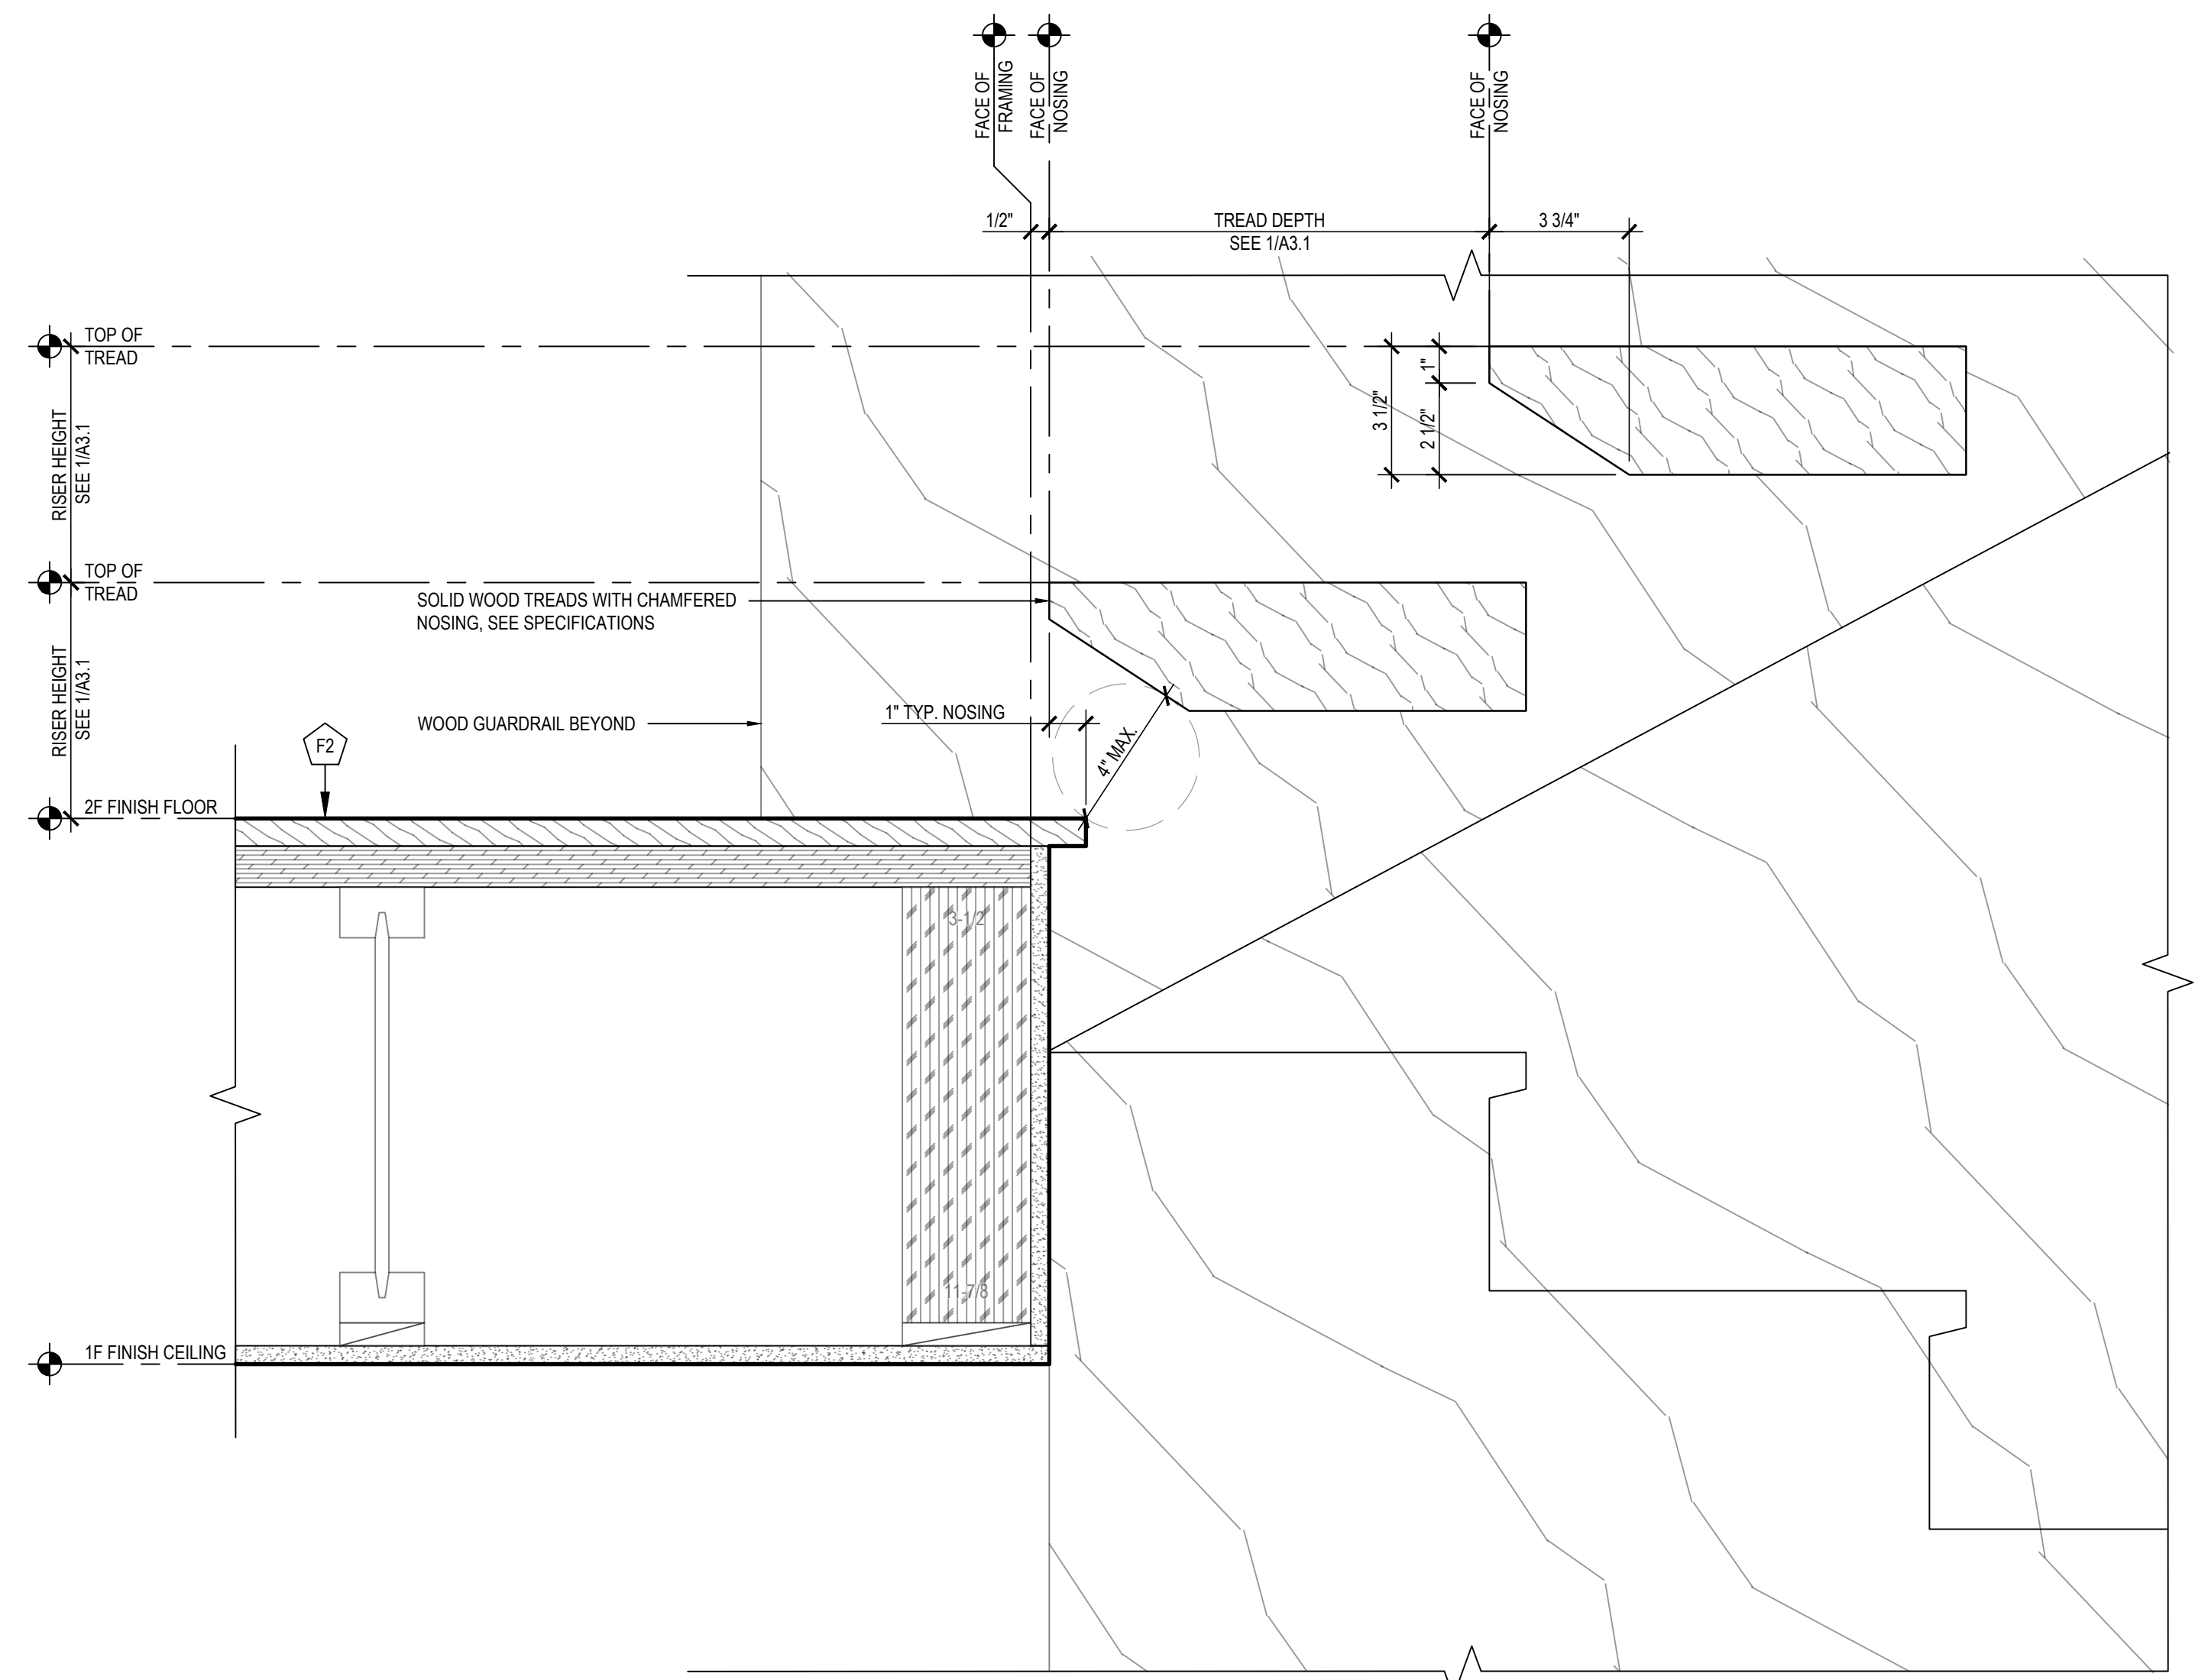 FACE OF
FRAMING
FACE OF
NOSING
FACE OF
NOSING
1/2"
TREAD DEPTH
SEE 1/A3.1
3 3/4"
TOP OF
TREAD
1"
3 1/2"
2 1/2"
RISER HEIGHT
SEE 1/A3.1
TOP OF
TREAD
SOLID WOOD TREADS WITH CHAMFERED
NOSING, SEE SPECIFICATIONS
RISER HEIGHT
SEE 1/A3.1
1" TYP. NOSING
WOOD GUARDRAIL BEYOND
F2
4" MAX.
2F FINISH FLOOR
3-1/2
11-7/8
1F FINISH CEILING